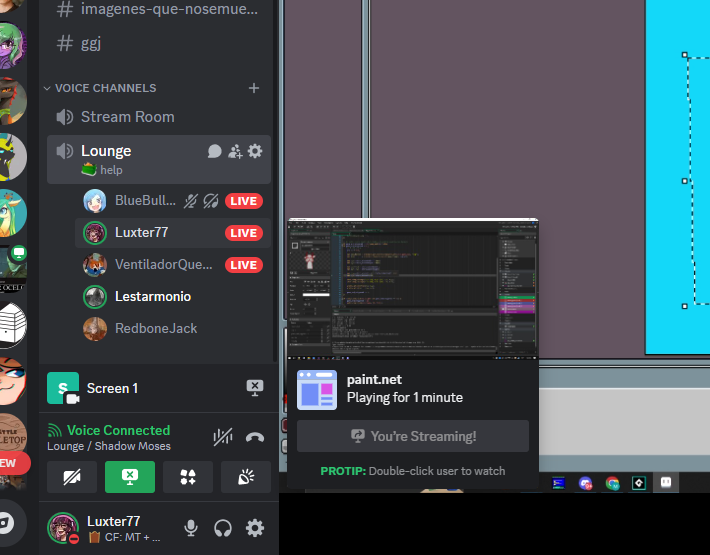 imagenes-que-nosemue...
ggj
VOICE CHANNELS
Stream Room
Lounge
help
BlueBull...
LIVE
Luxter77
LIVE
VentiladorQue...
LIVE
Lestarmonio
RedboneJack
S
Screen 1
Voice Connected
Lounge / Shadow Moses
NEW
Luxter77
CF: MT + ...
paint.net
Playing for 1 minute
You're Streaming!
PROTIP: Double-click user to watch